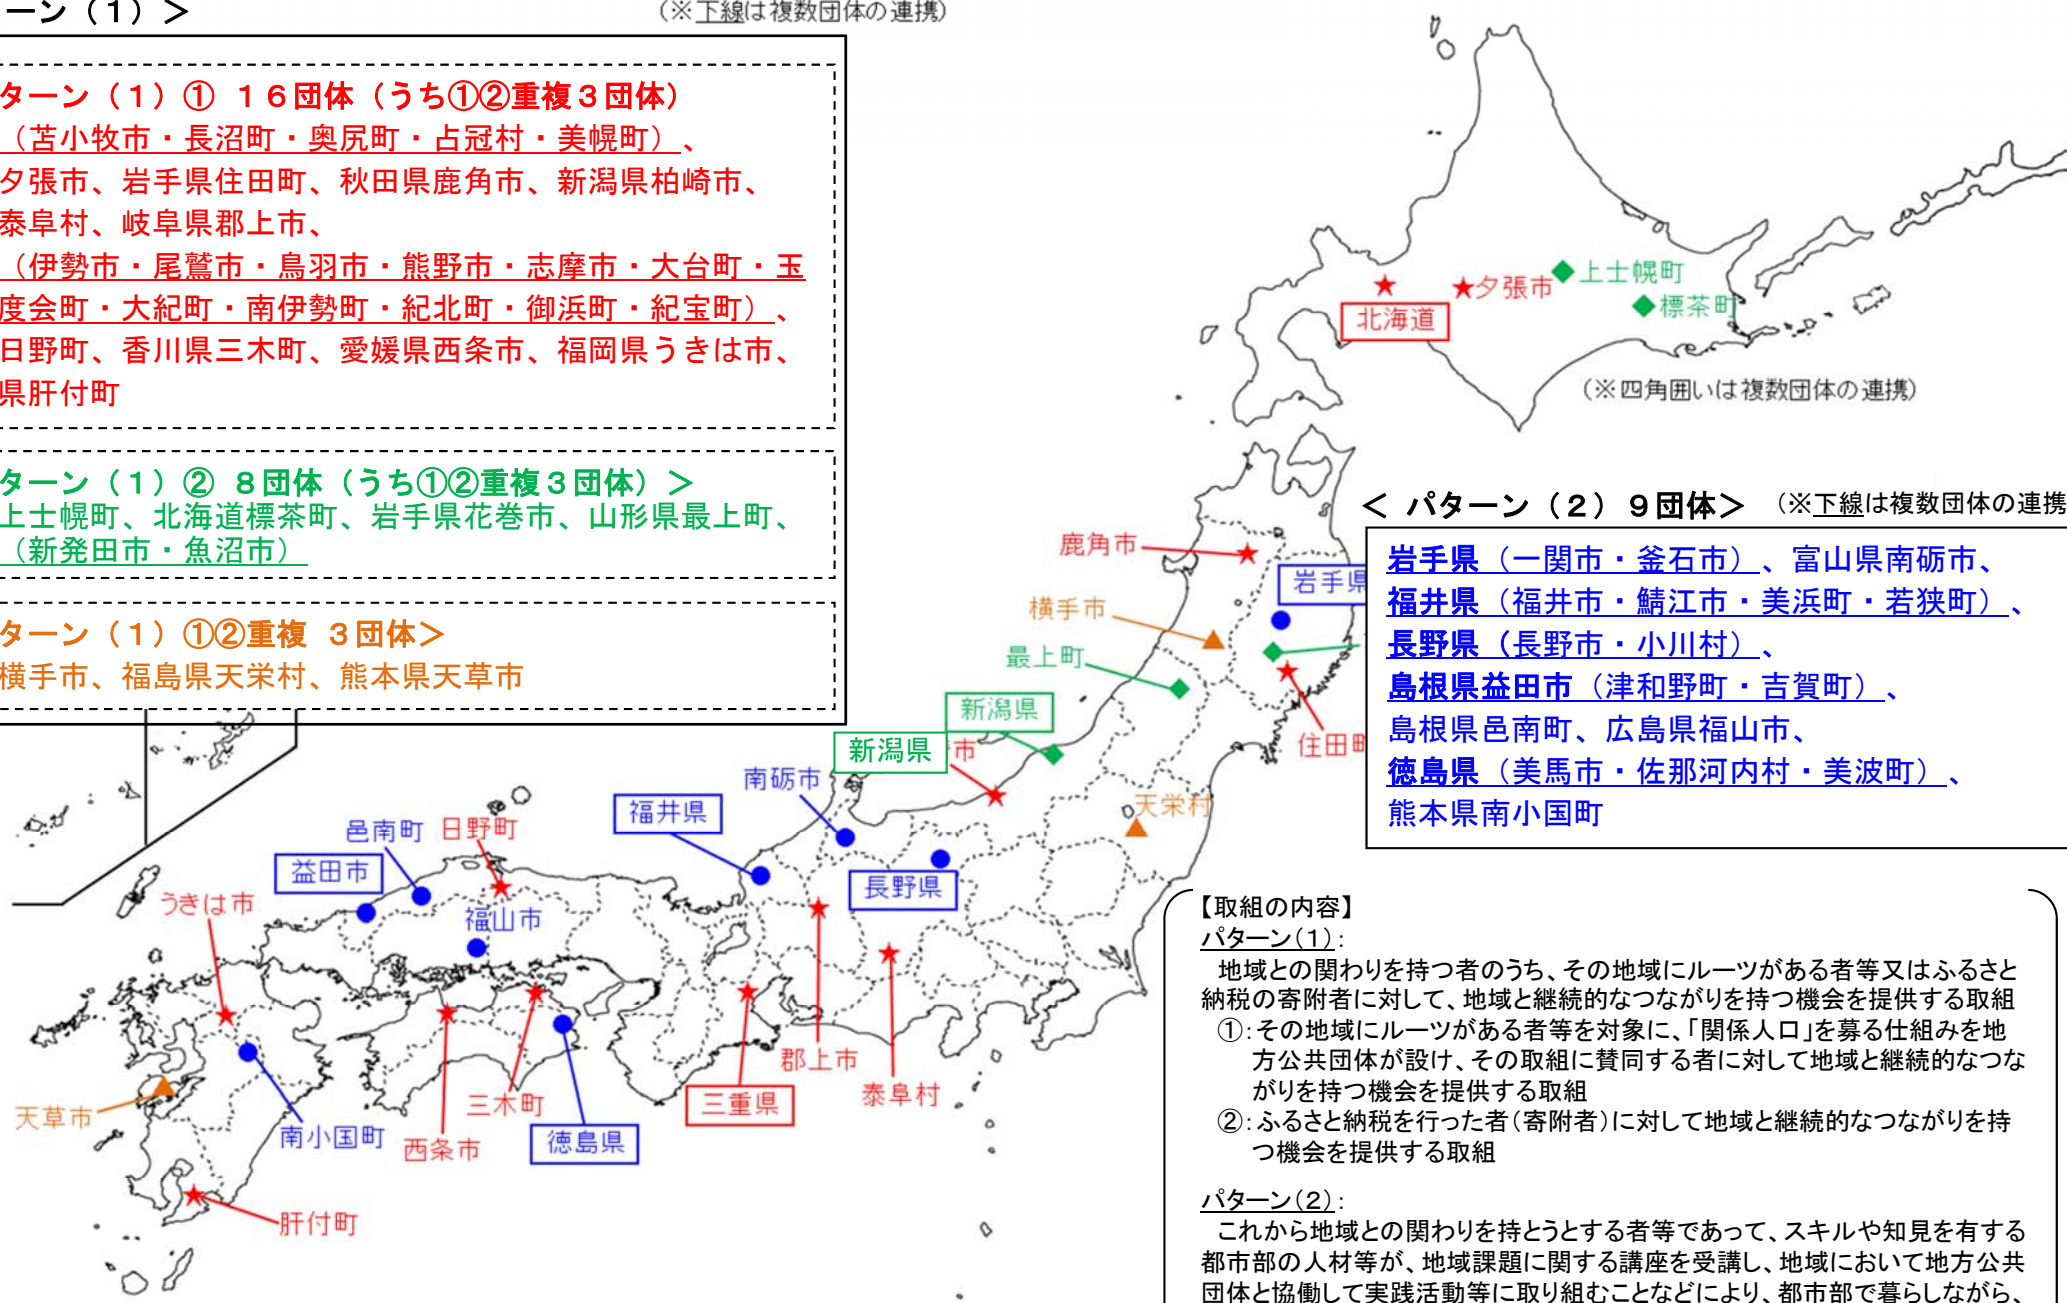 ーン（１）＞
（※下線は複数団体の連携）
ターン（１）① １６団体（うち①②重複３団体）
（苫小牧市・長沼町・奥尻町・占冠村・美幌町）、
夕張市、岩手県住田町、秋田県鹿角市、新潟県柏崎市、
泰阜村、岐阜県郡上市、
（伊勢市・尾鷲市・鳥羽市・熊野市・志摩市・大台町・玉
度会町・大紀町・南伊勢町・紀北町・御浜町・紀宝町）、
日野町、香川県三木町、愛媛県西条市、福岡県うきは市、
県肝付町
ターン（１）② ８団体（うち①②重複３団体）＞
上士幌町、北海道標茶町、岩手県花巻市、山形県最上町、
（新発田市・魚沼市）
ターン（１）①②重複 ３団体＞
横手市、福島県天栄村、熊本県天草市
北海道
夕張市
上士幌町
標茶町
（※四角囲いは複数団体の連携）
鹿角市
岩手県
横手市
最上町
新潟県
新潟県
市
住田町
天栄村
南砺市
福井県
長野県
邑南町
日野町
益田市
福山市
うきは市
郡上市
泰阜村
三重県
三木町
西条市
徳島県
天草市
南小国町
肝付町
＜ パターン（２）９団体＞ （※下線は複数団体の連携
岩手県（一関市・釜石市）、富山県南砺市、
福井県（福井市・鯖江市・美浜町・若狭町）、
長野県（長野市・小川村）、
島根県益田市（津和野町・吉賀町）、
島根県邑南町、広島県福山市、
徳島県（美馬市・佐那河内村・美波町）、
熊本県南小国町
【取組の内容】
パターン（１）：
地域との関わりを持つ者のうち、その地域にルーツがある者等又はふるさと
納税の寄附者に対して、地域と継続的なつながりを持つ機会を提供する取組
①：その地域にルーツがある者等を対象に、「関係人口」を募る仕組みを地
方公共団体が設け、その取組に賛同する者に対して地域と継続的なつな
がりを持つ機会を提供する取組
②：ふるさと納税を行った者（寄附者）に対して地域と継続的なつながりを持
つ機会を提供する取組
パターン（２）：
これから地域との関わりを持とうとする者等であって、スキルや知見を有する
都市部の人材等が、地域課題に関する講座を受講し、地域において地方公共
団体と協働して実践活動等に取り組むことなどにより、都市部で暮らしながら、